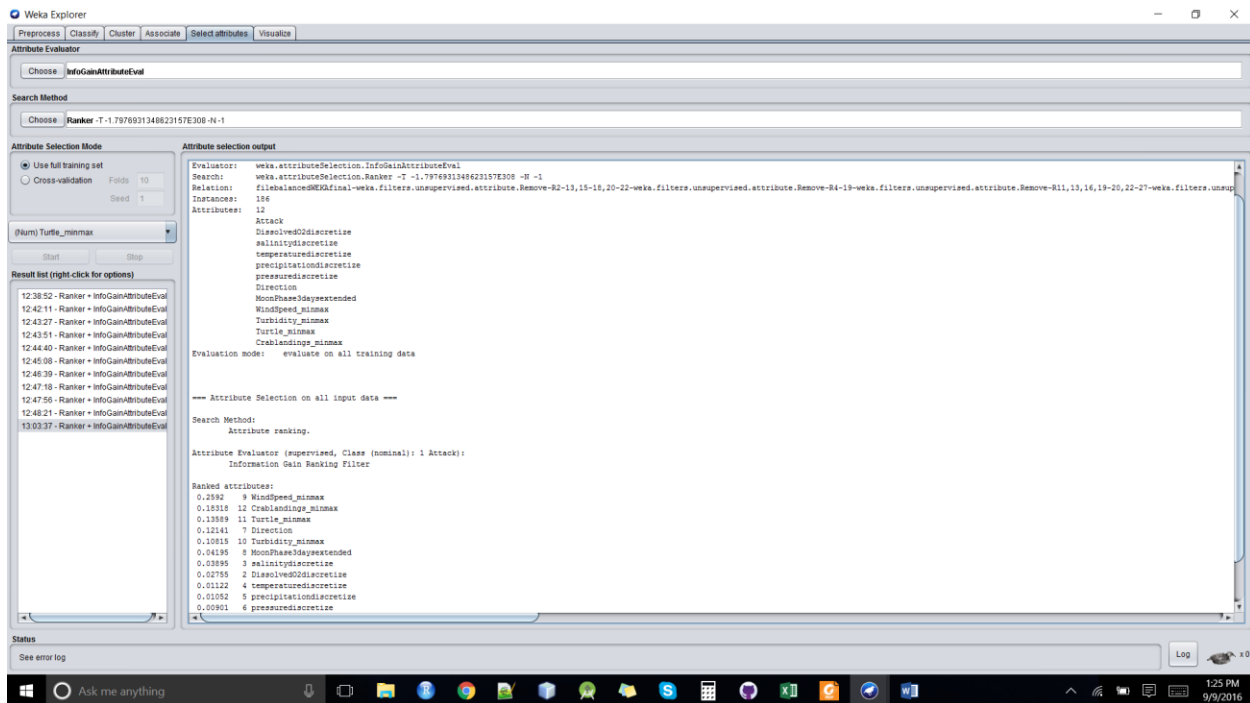 Weka Explorer
Preprocess Classify Cluster Associate Select attributes Visualize
Attribute Evaluator
Choose InfoGainAttributeEval
Search Method
Choose Ranker -T -1.7976931348623157E308 -N -1
Attribute Selection Mode
Use full training set
Cross-validation Folds 10
Seed 1
(Num) Turtle_minmax
Start Stop
Result list (right-click for options)
12:38:52 - Ranker + InfoGainAttributeEval
12:42:11 - Ranker + InfoGainAttributeEval
12:43:27 - Ranker + InfoGainAttributeEval
12:43:51 - Ranker + InfoGainAttributeEval
12:44:40 - Ranker + InfoGainAttributeEval
12:45:08 - Ranker + InfoGainAttributeEval
12:46:39 - Ranker + InfoGainAttributeEval
12:47:18 - Ranker + InfoGainAttributeEval
12:47:56 - Ranker + InfoGainAttributeEval
12:48:21 - Ranker + InfoGainAttributeEval
13:03:37 - Ranker + InfoGainAttributeEval
Attribute selection output
Evaluator: weka.attributeSelection.InfoGainAttributeEval
Search: weka.attributeSelection.Ranker -T -1.7976931348623157E308 -N -1
Relation: filebalancedWEKAfinal-weka.filters.unsupervised.attribute.Remove-R2-13,15-18,20-22-weka.filters.unsupervised.attribute.Remove-R4-19-weka.filters.unsupervised.attribute.Remove-R11,13,16,19-20,22-27-weka.filters.unsup
Instances: 186
Attributes: 12
Attack
DissolvedO2discretize
salinitydiscretize
temperaturediscretize
precipitationdiscretize
pressurediscretize
Direction
MoonPhase3daysextended
WindSpeed_minmax
Turbidity_minmax
Turtle_minmax
Crablandings_minmax
Evaluation mode: evaluate on all training data
=== Attribute Selection on all input data ===
Search Method:
Attribute ranking.
Attribute Evaluator (supervised, Class (nominal): 1 Attack):
Information Gain Ranking Filter
Ranked attributes:
0.2592 9 WindSpeed_minmax
0.18318 12 Crablandings_minmax
0.13589 11 Turtle_minmax
0.12141 7 Direction
0.10815 10 Turbidity_minmax
0.04195 8 MoonPhase3daysextended
0.03895 3 salinitydiscretize
0.02755 2 DissolvedO2discretize
0.01122 4 temperaturediscretize
0.01052 5 precipitationdiscretize
0.00901 6 pressurediscretize
Status
See error log
Log
x 0
Ask me anything
1:25 PM
9/9/2016